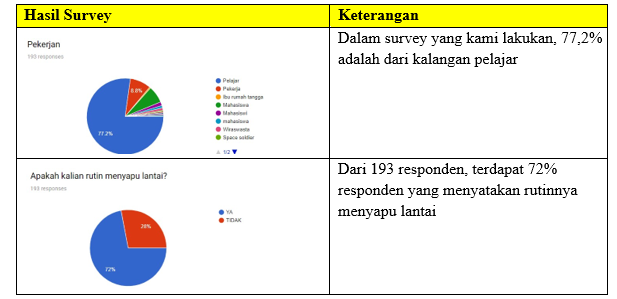 Hasil Survey
Keterangan
Pekerjan
193 responses
77.2%
8.8%
Pelajar
Pekerja
Ibu rumah tangga
Mahasiswa
Mahasiswi
mahasiswa
Wiraswasta
Space soldier
1/2
Dalam survey yang kami lakukan, 77,2%
adalah dari kalangan pelajar
Apakah kalian rutin menyapu lantai?
193 responses
28%
72%
YA
TIDAK
Dari 193 responden, terdapat 72%
responden yang menyatakan rutinnya
menyapu lantai